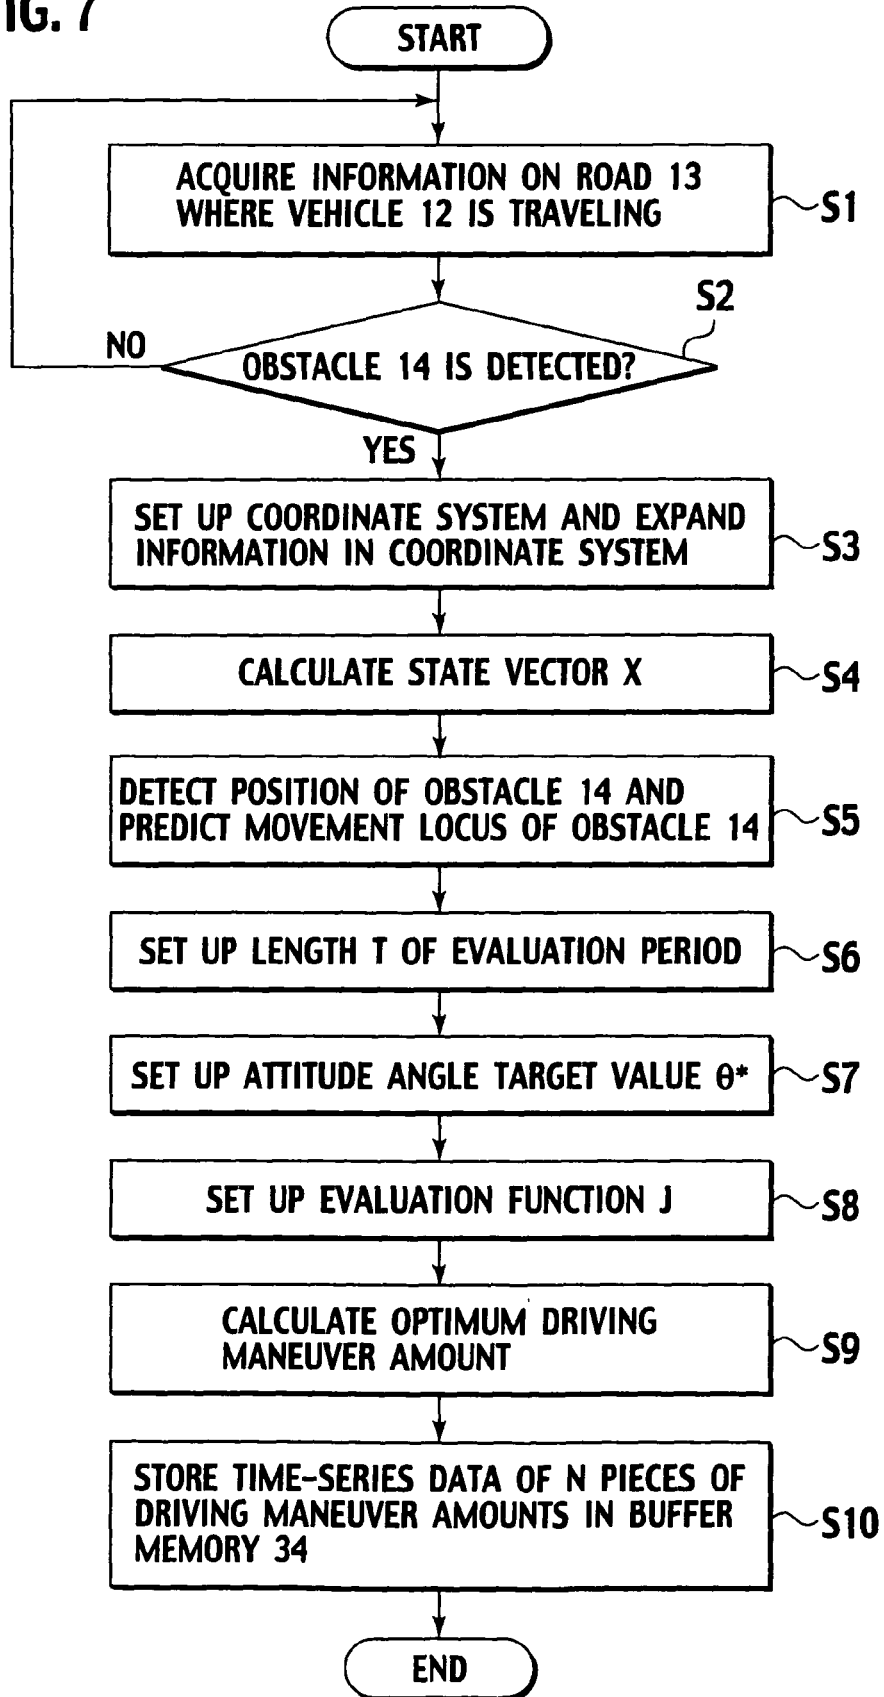 FIG. 7
START
ACQUIRE INFORMATION ON ROAD 13
WHERE VEHICLE 12 IS TRAVELING
S1
S2
NO
OBSTACLE 14 IS DETECTED?
YES
SET UP COORDINATE SYSTEM AND EXPAND
INFORMATION IN COORDINATE SYSTEM
S3
CALCULATE STATE VECTOR X
S4
DETECT POSITION OF OBSTACLE 14 AND
PREDICT MOVEMENT LOCUS OF OBSTACLE 14
S5
SET UP LENGTH T OF EVALUATION PERIOD
S6
SET UP ATTITUDE ANGLE TARGET VALUE θ*
S7
SET UP EVALUATION FUNCTION J
S8
CALCULATE OPTIMUM DRIVING
MANEUVER AMOUNT
S9
STORE TIME-SERIES DATA OF N PIECES OF
DRIVING MANEUVER AMOUNTS IN BUFFER
MEMORY 34
S10
END